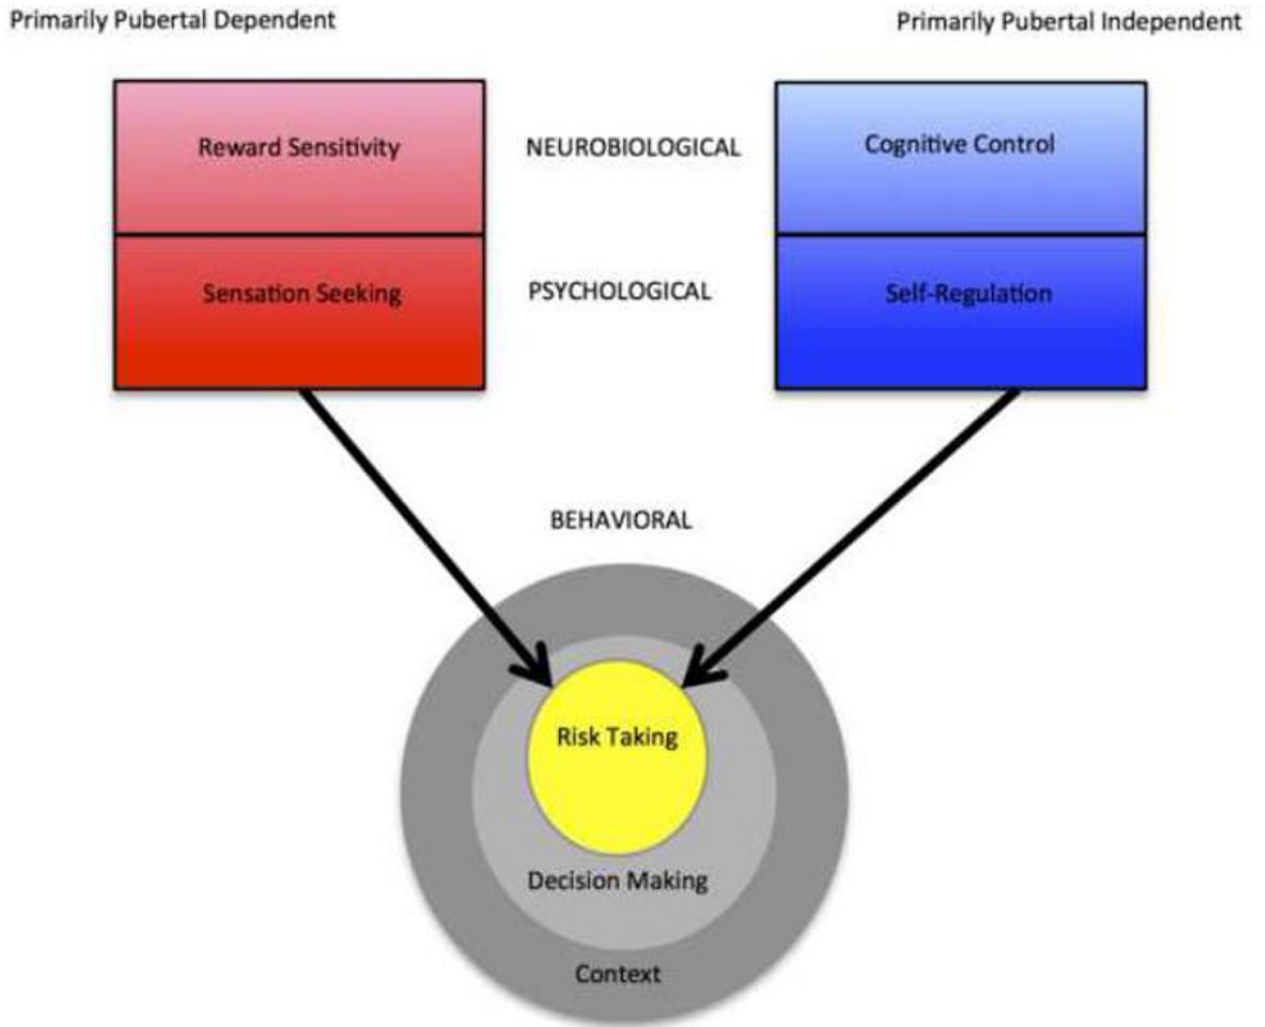 Primarily Pubertal Dependent
Primarily Pubertal Independent
Reward Sensitivity
NEUROBIOLOGICAL
Cognitive Control
Sensation Seeking
PSYCHOLOGICAL
Self-Regulation
BEHAVIORAL
Risk Taking
Decision Making
Context